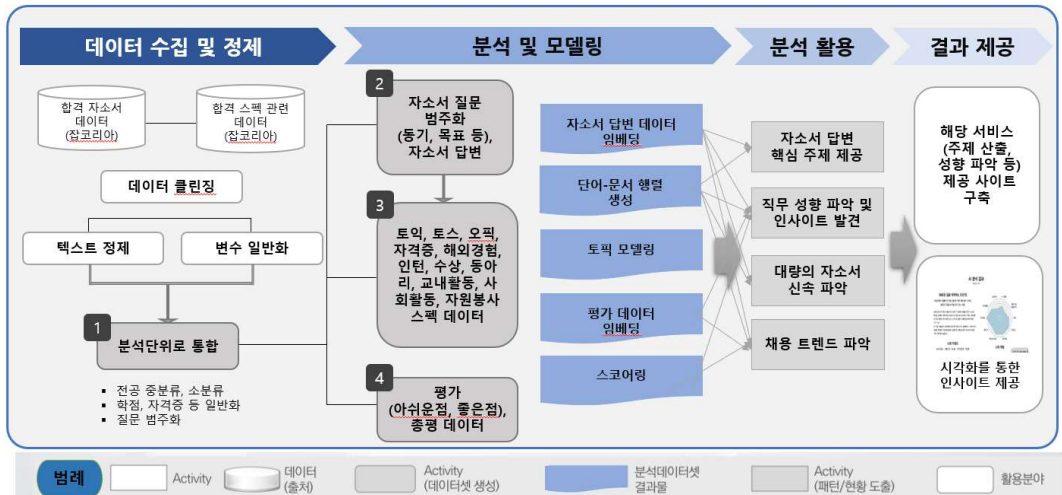 데이터 수집 및 정제
분석 및 모델링
분석 활용
결과 제공
합격 자소서
데이터
(잡코리아)
합격 스펙 관련
데이터
(잡코리아)
데이터 클린징
텍스트 정제
변수 일반화
1
분석단위로 통합
▪ 전공 중분류, 소분류
▪ 학점, 자격증 등 일반화
▪ 질문 범주화
2
자소서 질문
범주화
(동기, 목표 등),
자소서 답변
3
토익, 토스, 오픽,
자격증, 해외경험,
인턴, 수상, 동아
리, 교내활동, 사
회활동, 자원봉사
스펙 데이터
4
평가
(아쉬운점, 좋은점),
총평 데이터
자소서 답변 데이터
임베딩
단어-문서 행렬
생성
토픽 모델링
평가 데이터
임베딩
스코어링
자소서 답변
핵심 주제 제공
직무 성향 파악 및
인사이트 발견
대량의 자소서
신속 파악
채용 트렌드 파악
해당 서비스
(주제 산출,
성향 파악 등)
제공 사이트
구축
시각화를 통한
인사이트 제공
범례
Activity
데이터
(출처)
Activity
(데이터셋 생성)
분석데이터셋
결과물
Activity
(패턴/현황 도출)
활용분야